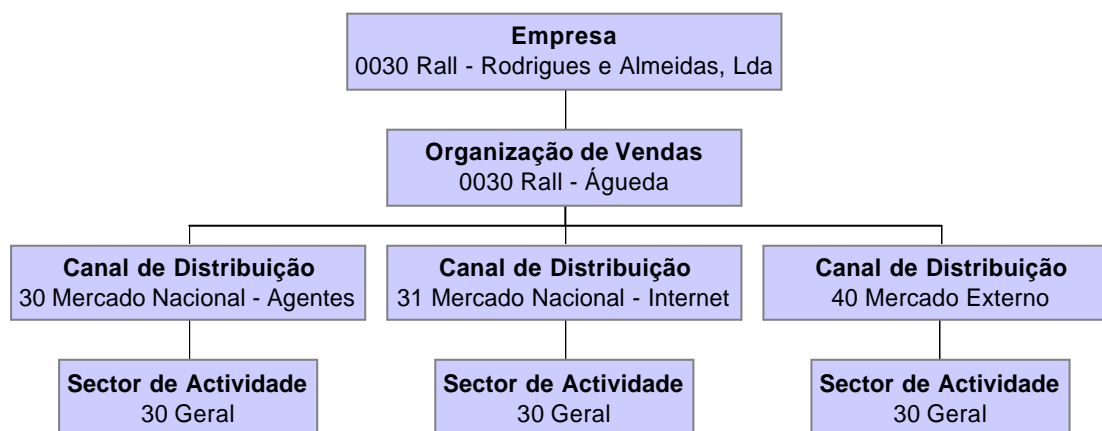 Empresa
0030 Rall - Rodrigues e Almeidas, Lda
Organização de Vendas
0030 Rall - Águeda
Canal de Distribuição
30 Mercado Nacional - Agentes
Canal de Distribuição
31 Mercado Nacional - Internet
Canal de Distribuição
40 Mercado Externo
Sector de Actividade
30 Geral
Sector de Actividade
30 Geral
Sector de Actividade
30 Geral